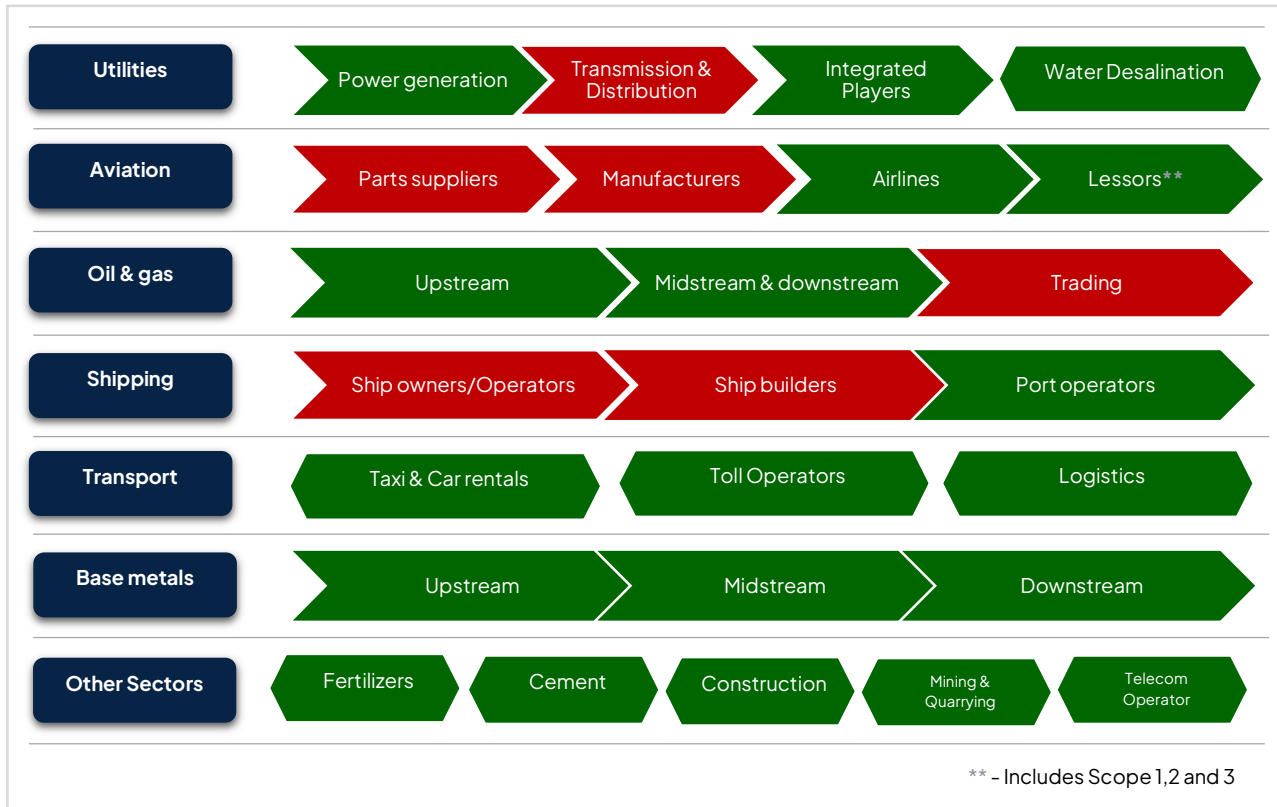 Utilities
Power generation
Transmission &
Distribution
Integrated
Players
Water Desalination
Aviation
Parts suppliers
Manufacturers
Airlines
Lessors**
Oil & gas
Upstream
Midstream & downstream
Trading
Shipping
Ship owners/Operators
Ship builders
Port operators
Transport
Taxi & Car rentals
Toll Operators
Logistics
Base metals
Upstream
Midstream
Downstream
Other Sectors
Fertilizers
Cement
Construction
Mining &
Quarrying
Telecom
Operator
** - Includes Scope 1,2 and 3